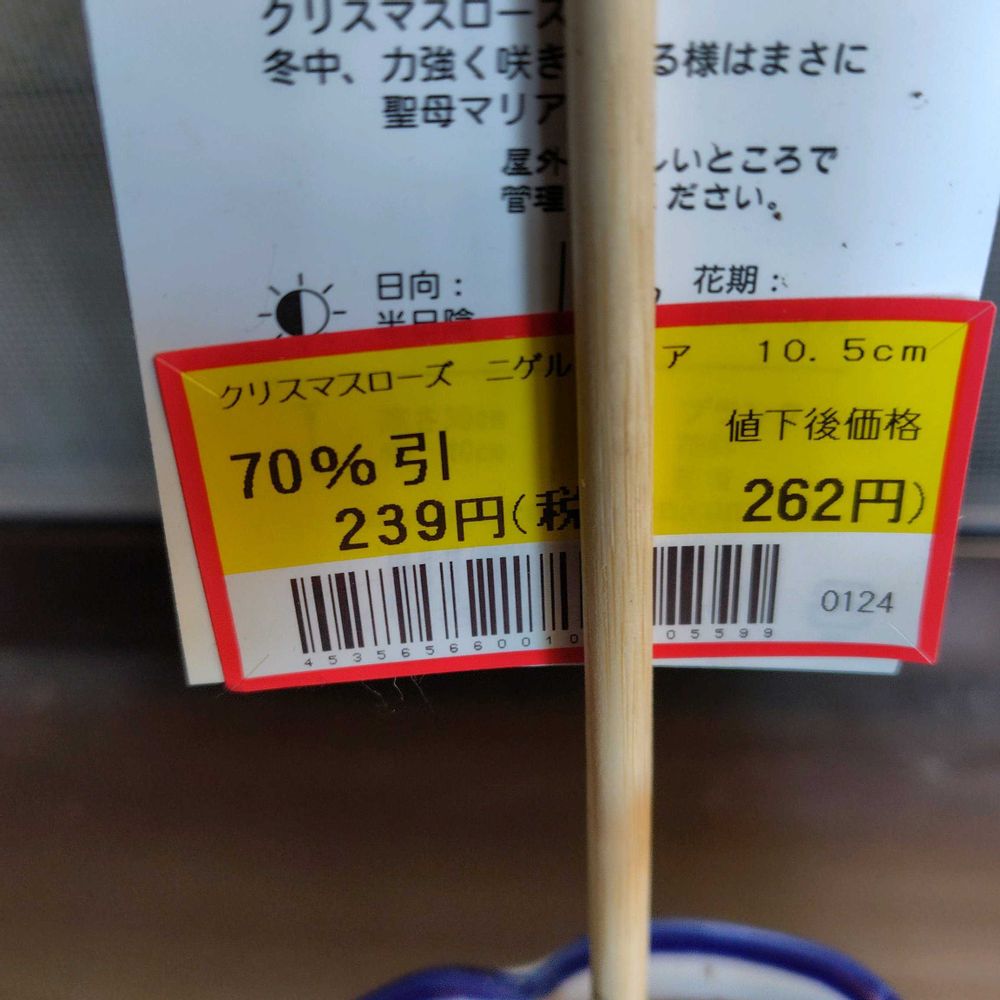 クリスマスローズ
冬中、力強く咲き る様はまさに
聖母マリア
屋外 しいところで
管理 ください。
日向: 花期:
半日陰
クリスマスローズ ニゲル ア 10.5cm
値下後価格
70%引
239円(税 262円)
453565660010 05599
0124